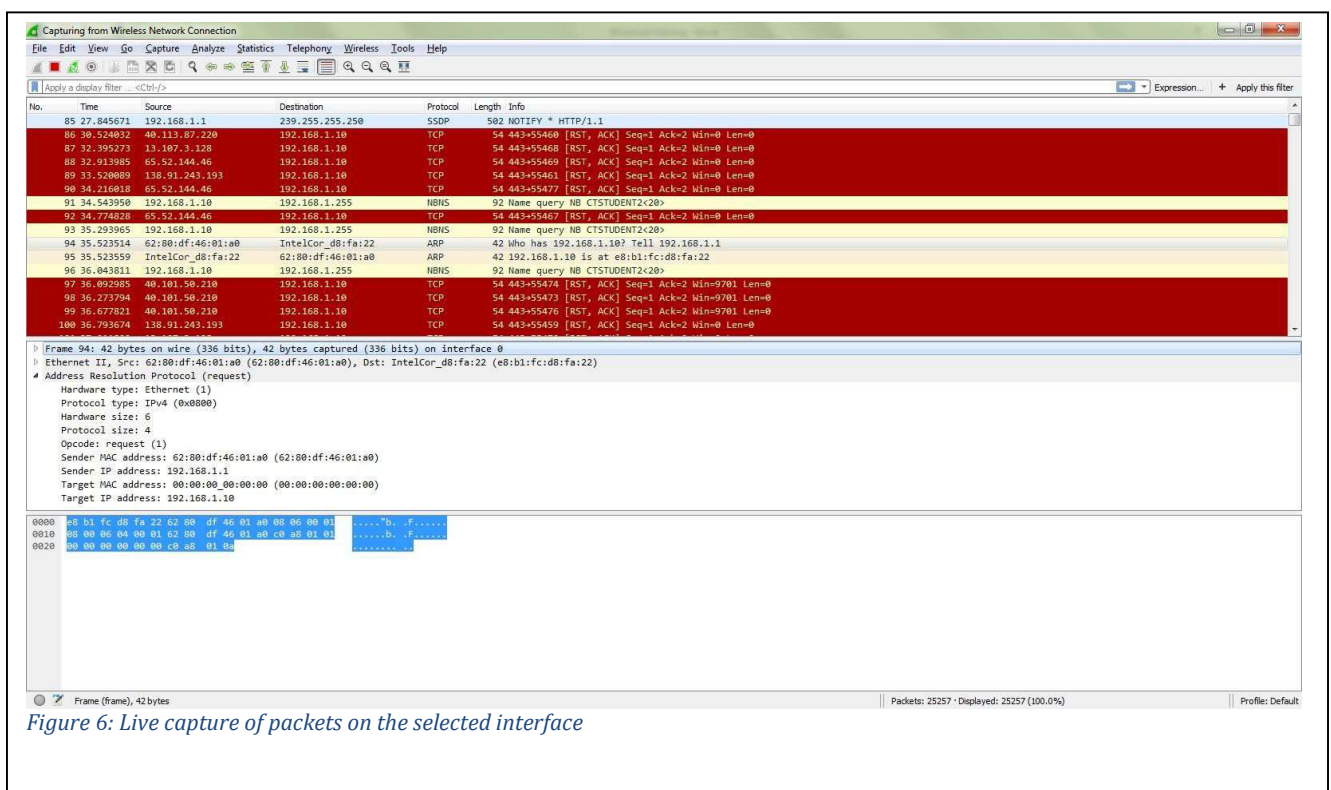 Capturing from Wireless Network Connection
File Edit View Go Capture Analyze Statistics Telephony Wireless Tools Help
Apply a display filter ... <Ctrl-/> Expression... + Apply this filter
No. Time Source Destination Protocol Length Info
85 27.845671 192.168.1.1 239.255.255.250 SSDP 502 NOTIFY * HTTP/1.1
86 30.524032 40.113.87.220 192.168.1.10 TCP 54 443→55460 [RST, ACK] Seq=1 Ack=2 Win=0 Len=0
87 32.395273 13.107.3.128 192.168.1.10 TCP 54 443→55468 [RST, ACK] Seq=1 Ack=2 Win=0 Len=0
88 32.913985 65.52.144.46 192.168.1.10 TCP 54 443→55469 [RST, ACK] Seq=1 Ack=2 Win=0 Len=0
89 33.520089 138.91.243.193 192.168.1.10 TCP 54 443→55461 [RST, ACK] Seq=1 Ack=2 Win=0 Len=0
90 34.216018 65.52.144.46 192.168.1.10 TCP 54 443→55477 [RST, ACK] Seq=1 Ack=2 Win=0 Len=0
91 34.543950 192.168.1.10 192.168.1.255 NBNS 92 Name query NB CTSTUDENT2<20>
92 34.774828 65.52.144.46 192.168.1.10 TCP 54 443→55467 [RST, ACK] Seq=1 Ack=2 Win=0 Len=0
93 35.293965 192.168.1.10 192.168.1.255 NBNS 92 Name query NB CTSTUDENT2<20>
94 35.523514 62:80:df:46:01:a0 IntelCor_d8:fa:22 ARP 42 Who has 192.168.1.10? Tell 192.168.1.1
95 35.523559 IntelCor_d8:fa:22 62:80:df:46:01:a0 ARP 42 192.168.1.10 is at e8:b1:fc:d8:fa:22
96 36.043811 192.168.1.10 192.168.1.255 NBNS 92 Name query NB CTSTUDENT2<20>
97 36.092985 40.101.50.210 192.168.1.10 TCP 54 443→55474 [RST, ACK] Seq=1 Ack=2 Win=9701 Len=0
98 36.273794 40.101.50.210 192.168.1.10 TCP 54 443→55473 [RST, ACK] Seq=1 Ack=2 Win=9701 Len=0
99 36.677821 40.101.50.210 192.168.1.10 TCP 54 443→55476 [RST, ACK] Seq=1 Ack=2 Win=9701 Len=0
100 36.793674 138.91.243.193 192.168.1.10 TCP 54 443→55459 [RST, ACK] Seq=1 Ack=2 Win=0 Len=0
Frame 94: 42 bytes on wire (336 bits), 42 bytes captured (336 bits) on interface 0
Ethernet II, Src: 62:80:df:46:01:a0 (62:80:df:46:01:a0), Dst: IntelCor_d8:fa:22 (e8:b1:fc:d8:fa:22)
Address Resolution Protocol (request)
Hardware type: Ethernet (1)
Protocol type: IPv4 (0x0800)
Hardware size: 6
Protocol size: 4
Opcode: request (1)
Sender MAC address: 62:80:df:46:01:a0 (62:80:df:46:01:a0)
Sender IP address: 192.168.1.1
Target MAC address: 00:00:00_00:00:00 (00:00:00:00:00:00)
Target IP address: 192.168.1.10
0000 e8 b1 fc d8 fa 22 62 80 df 46 01 a0 08 06 00 01 ....."b. .F......
0010 08 00 06 04 00 01 62 80 df 46 01 a0 c0 a8 01 01 ......b. .F......
0020 00 00 00 00 00 00 c0 a8 01 0a ........ ..
Frame (frame), 42 bytes Packets: 25257 · Displayed: 25257 (100.0%) Profile: Default
Figure 6: Live capture of packets on the selected interface